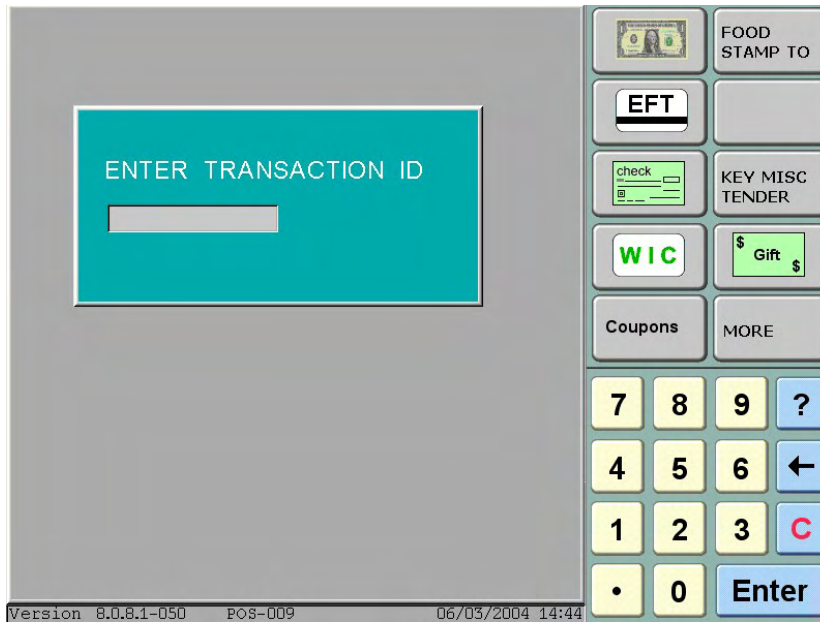 ENTER TRANSACTION ID
FOOD
STAMP TO
EFT
check
KEY MISC
TENDER
WIC
$ Gift $
Coupons
MORE
7 8 9 ?
4 5 6 ←
1 2 3 C
. 0 Enter
Version 8.0.8.1-050 POS-009 06/03/2004 14:44